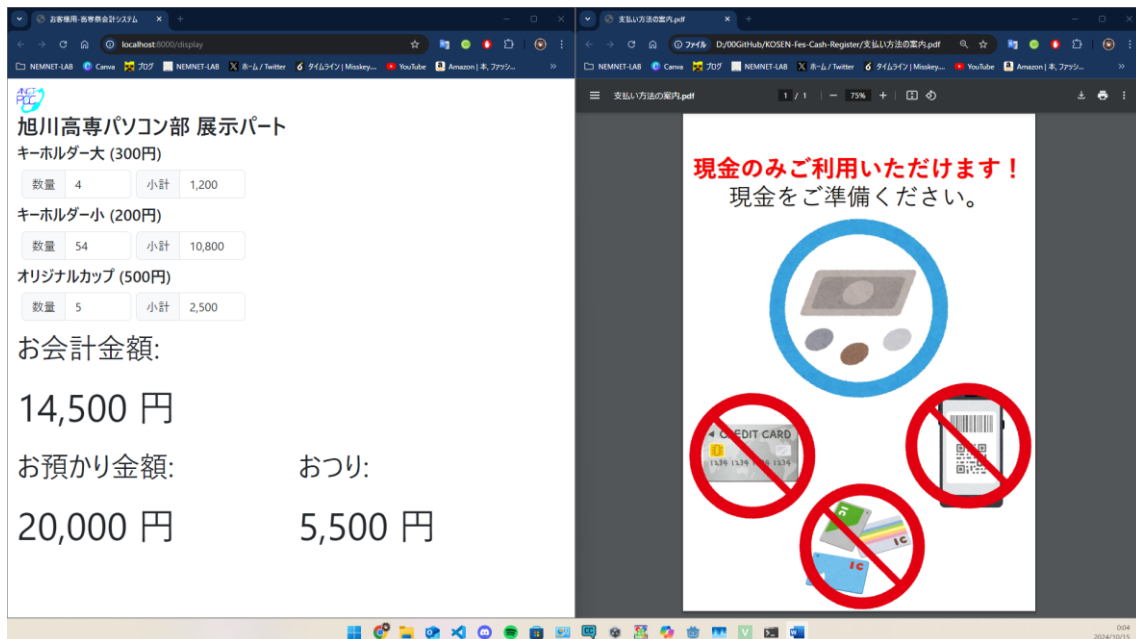 お客様用-高専祭会計システム
localhost:8000/display
NEMNET-LAB
Canva
ブログ
NEMNET-LAB
ホーム / Twitter
タイムライン | Misskey...
YouTube
Amazon | 本, ファッシ...
ANCT
PCC
旭川高専パソコン部 展示パート
キーホルダー大 (300円)
数量 4 小計 1,200
キーホルダー小 (200円)
数量 54 小計 10,800
オリジナルカップ (500円)
数量 5 小計 2,500
お会計金額:
14,500 円
お預かり金額: おつり:
20,000 円 5,500 円
支払い方法の案内.pdf
ファイル D:/00GitHub/KOSEN-Fes-Cash-Register/支払い方法の案内.pdf
NEMNET-LAB
Canva
ブログ
NEMNET-LAB
ホーム / Twitter
タイムライン | Misskey...
YouTube
Amazon | 本, ファッシ...
支払い方法の案内.pdf 1 / 1 75%
現金のみご利用いただけます！
現金をご準備ください。
CREDIT CARD
1234 1234 1234 1234
IC
IC
IC
0:04
2024/10/15